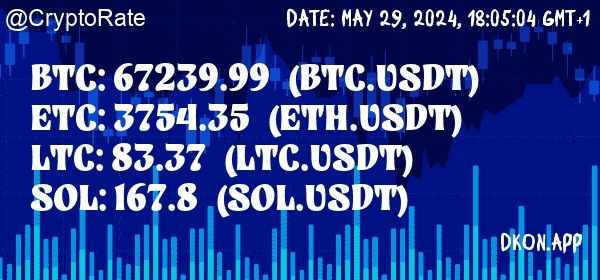 @CryptoRate
DATE: MAY 29, 2024, 18:05:04 GMT+1
BTC: 67239.99 (BTC.USDT)
ETC: 3754.35 (ETH.USDT)
LTC: 83.37 (LTC.USDT)
SOL: 167.8 (SOL.USDT)
DKON.APP